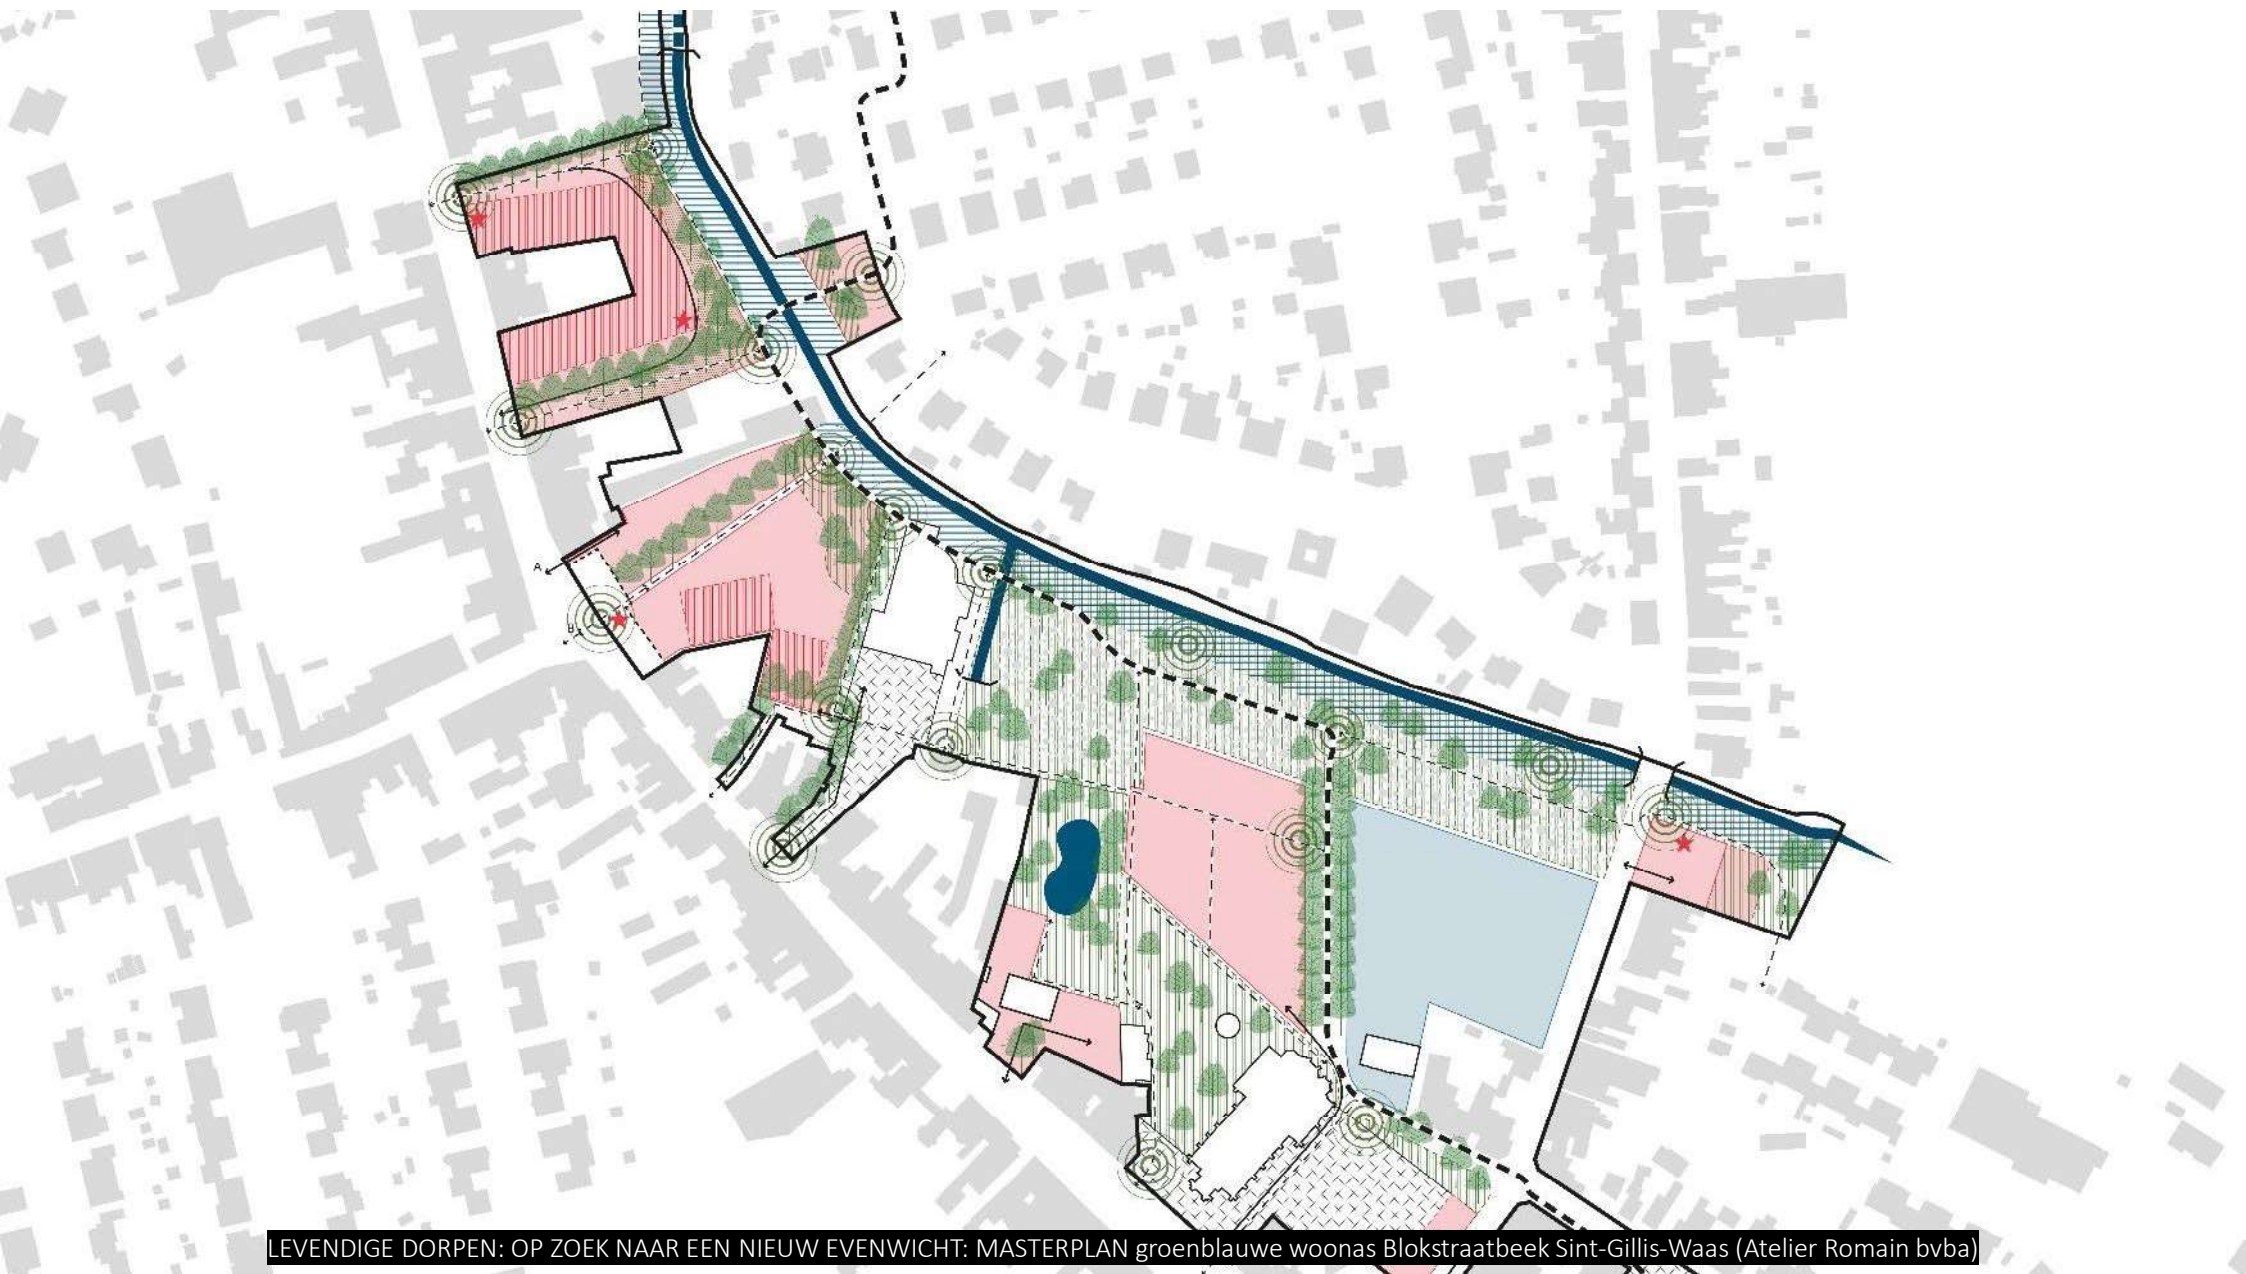 A
B
LEVENDIGE DORPEN: OP ZOEK NAAR EEN NIEUW EVENWICHT: MASTERPLAN groenblauwe woonas Blokstraatbeek Sint-Gillis-Waas (Atelier Romain bvba)